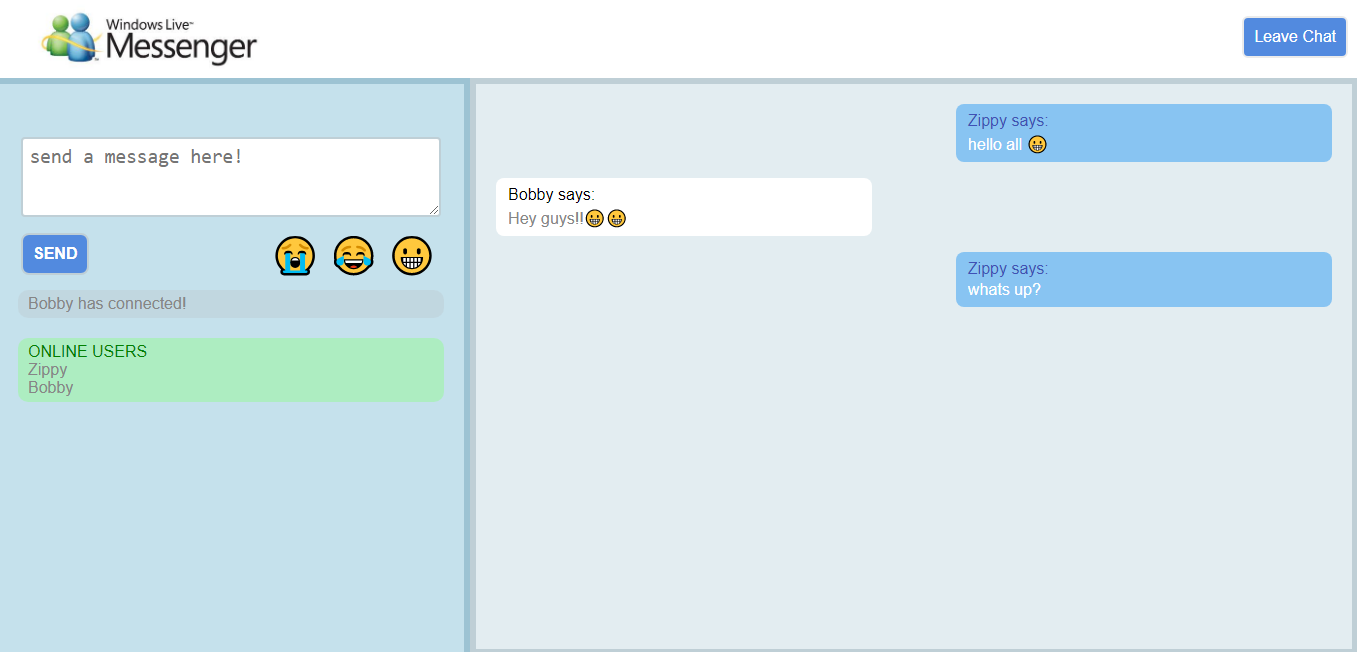 Windows Live™
Messenger
Leave Chat
send a message here!
SEND
Bobby has connected!
ONLINE USERS
Zippy
Bobby
Zippy says:
hello all 😀
Bobby says:
Hey guys!!😀😀
Zippy says:
whats up?